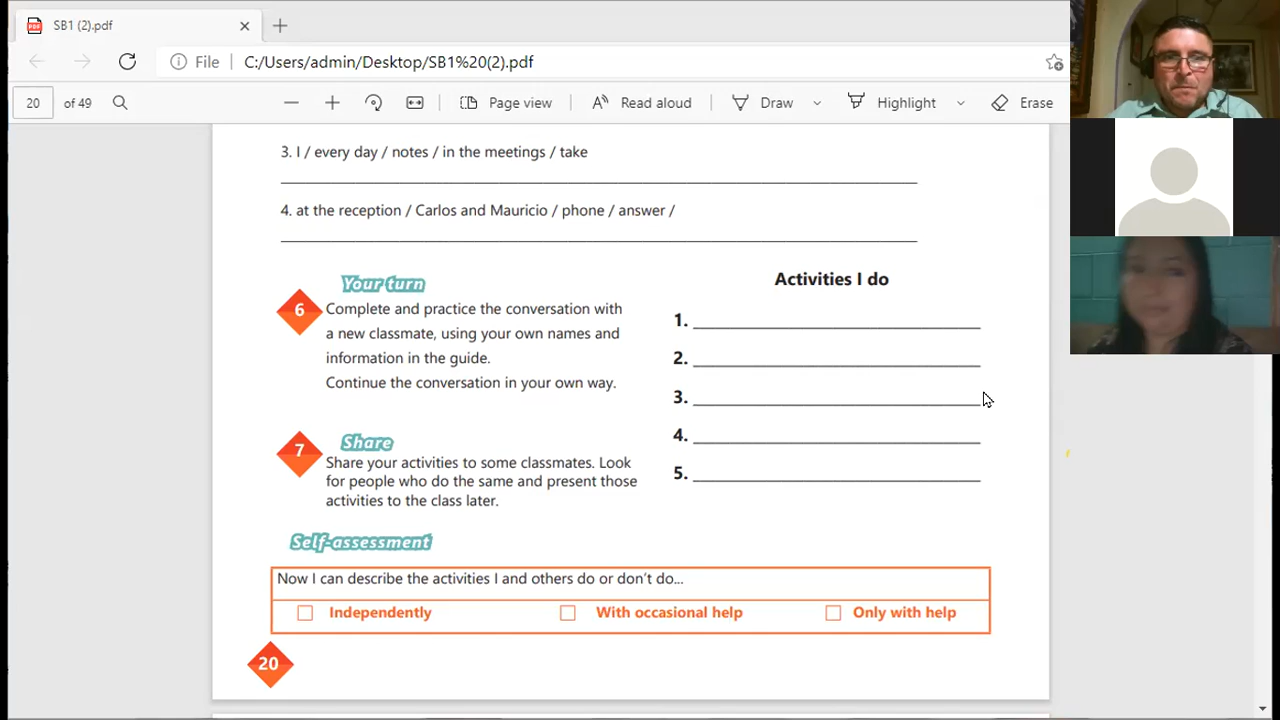 SB1 (2).pdf
File C:/Users/admin/Desktop/SB1%20(2).pdf
20 of 49 Page view Read aloud Draw Highlight Erase
3. I / every day / notes / in the meetings / take
4. at the reception / Carlos and Mauricio / phone / answer /
Your turn
6 Complete and practice the conversation with
a new classmate, using your own names and
information in the guide.
Continue the conversation in your own way.
7 Share
Share your activities to some classmates. Look
for people who do the same and present those
activities to the class later.
Activities I do
1.
2.
3.
4.
5.
Self-assessment
Now I can describe the activities I and others do or don't do...
Independently With occasional help Only with help
20